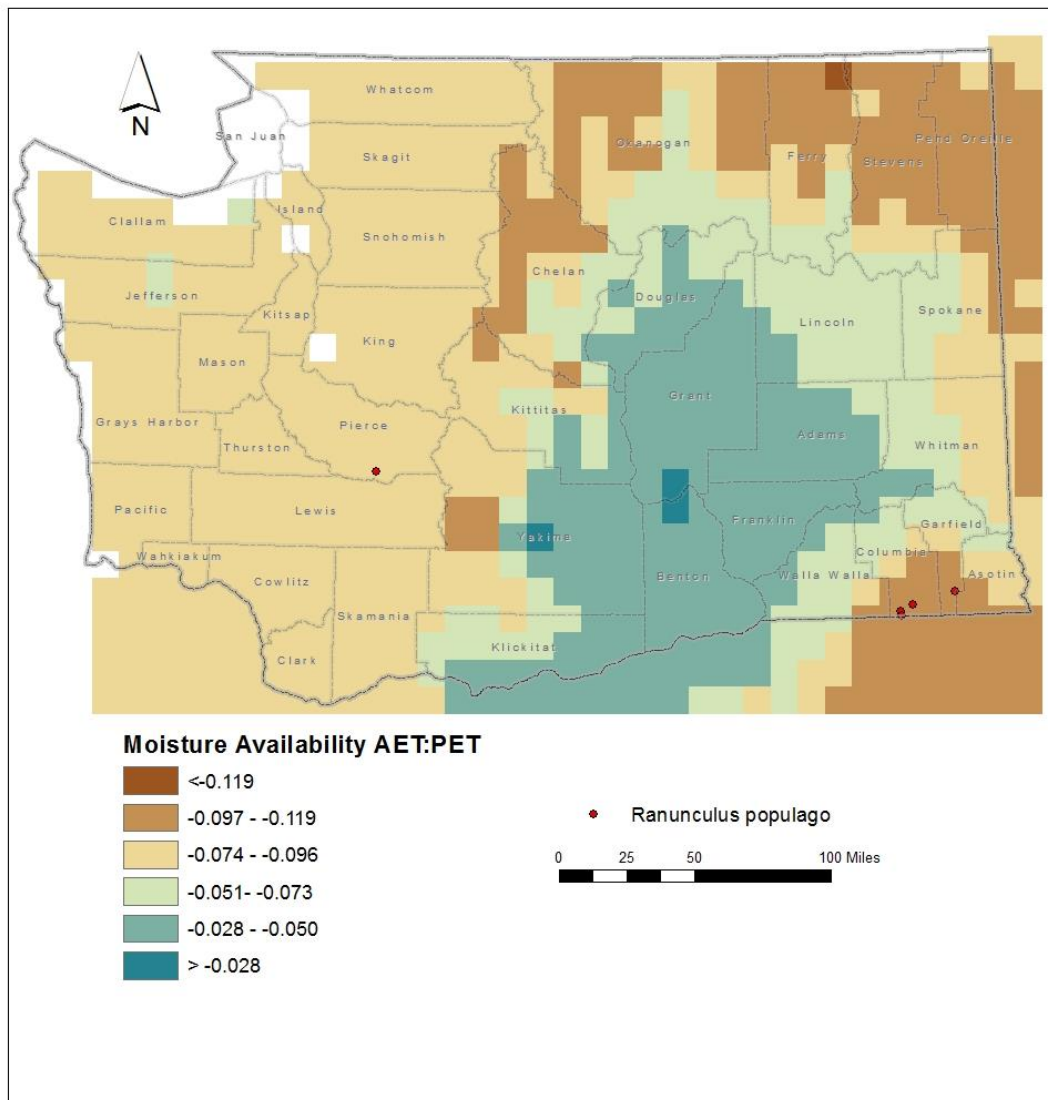 N
Whatcom
San Juan
Skagit
Okanogan
Ferry
Pend Oreille
Stevens
Island
Clallam
Snohomish
Chelan
Jefferson
Douglas
Kitsap
Lincoln
Spokane
King
Mason
Grant
Kittitas
Grays Harbor
Pierce
Adams
Thurston
Whitman
Pacific
Lewis
Franklin
Garfield
Yakima
Wahkiakum
Columbia
Cowlitz
Benton
Walla Walla
Asotin
Skamania
Klickitat
Clark
Moisture Availability AET:PET
<-0.119
-0.097 - -0.119
-0.074 - -0.096
-0.051- -0.073
-0.028 - -0.050
> -0.028
Ranunculus populago
0 25 50 100 Miles